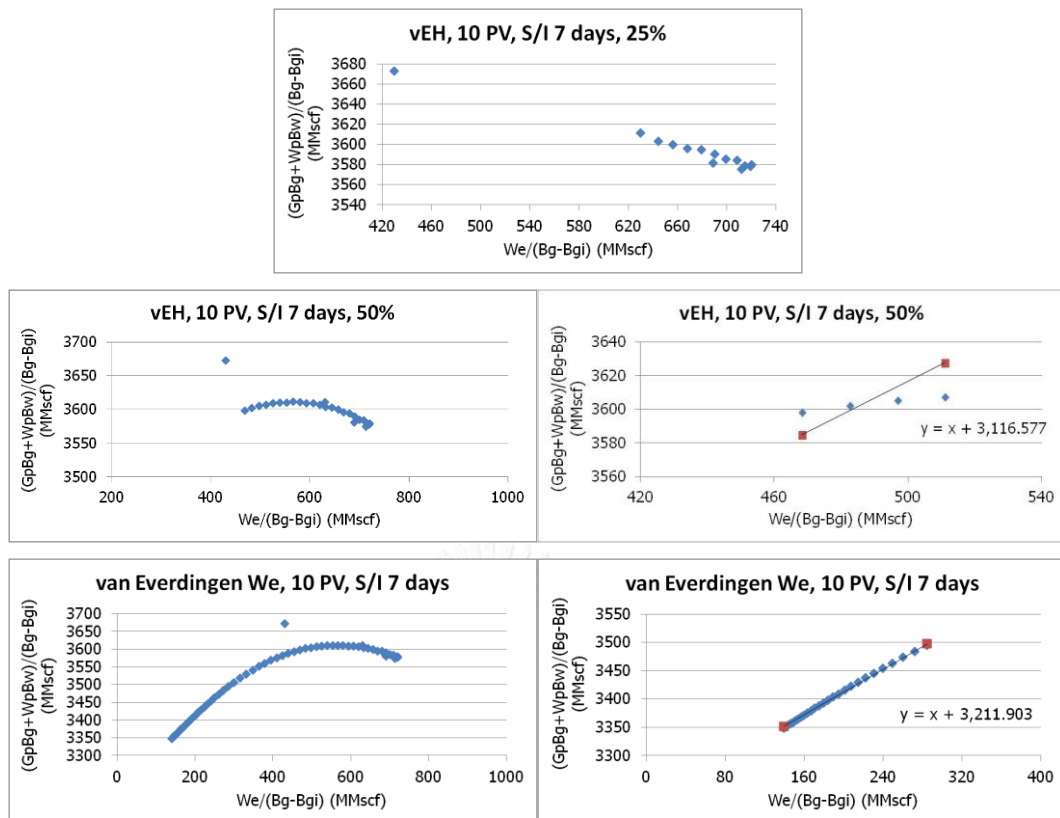 vEH, 10 PV, S/I 7 days, 25%
(GpBg+WpBw)/(Bg-Bgi)
(MMscf)
3680
3660
3640
3620
3600
3580
3560
3540
420 460 500 540 580 620 660 700 740
We/(Bg-Bgi) (MMscf)
vEH, 10 PV, S/I 7 days, 50%
(GpBg+WpBw)/(Bg-Bgi)
(MMscf)
3700
3650
3600
3550
3500
200 400 600 800 1000
We/(Bg-Bgi) (MMscf)
vEH, 10 PV, S/I 7 days, 50%
(GpBg+WpBw)/(Bg-Bgi)
(MMscf)
3640
3620
3600
3580
3560
y = x + 3,116.577
420 460 500 540
We/(Bg-Bgi) (MMscf)
van Everdingen We, 10 PV, S/I 7 days
(GpBg+WpBw)/(Bg-Bgi)
(MMscf)
3700
3650
3600
3550
3500
3450
3400
3350
3300
0 200 400 600 800 1000
We/(Bg-Bgi) (MMscf)
van Everdingen We, 10 PV, S/I 7 days
(GpBg+WpBw)/(Bg-Bgi)
(MMscf)
3550
3500
3450
3400
3350
3300
y = x + 3,211.903
0 80 160 240 320 400
We/(Bg-Bgi) (MMscf)